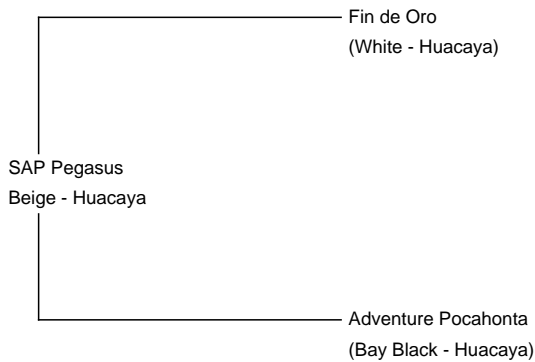 Fin de Oro
(White - Huacaya)
SAP Pegasus
Beige - Huacaya
Adventure Pocahonta
(Bay Black - Huacaya)